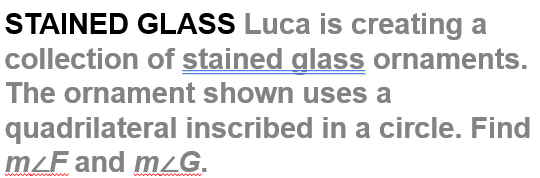 STAINED GLASS Luca is creating a
collection of stained glass ornaments.
The ornament shown uses a
quadrilateral inscribed in a circle. Find
m∠F and m∠G.